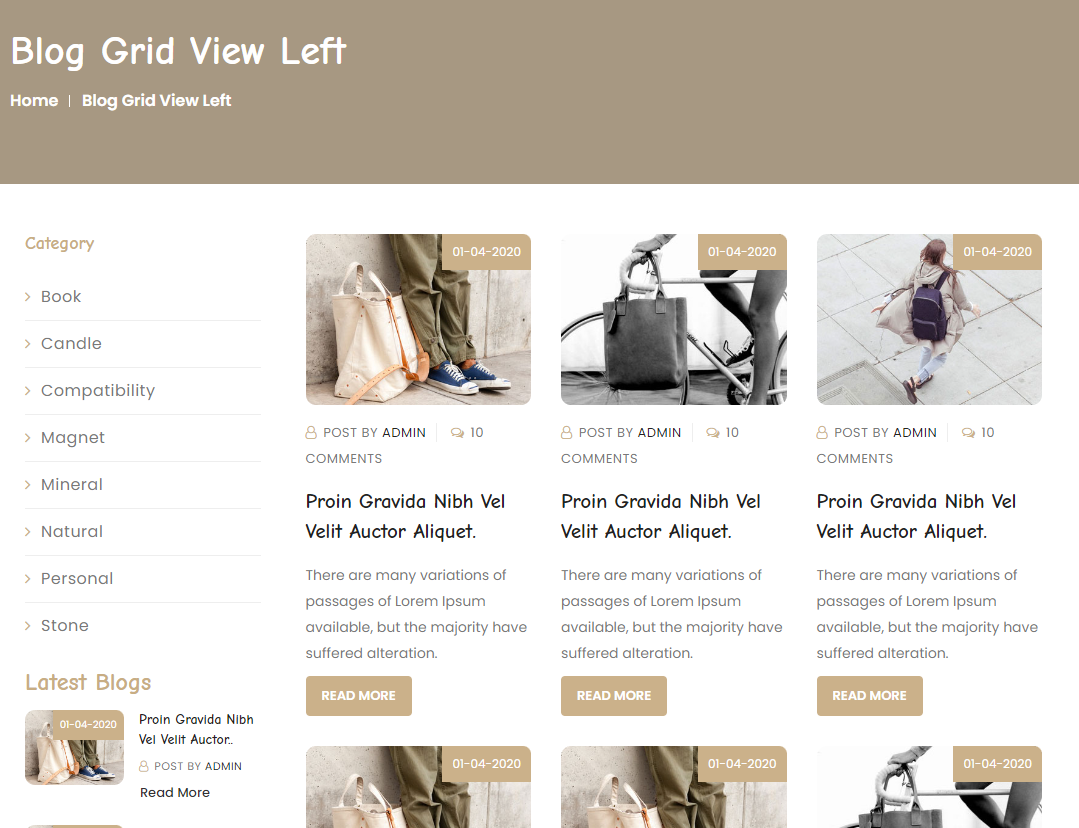 Blog Grid View Left
Home | Blog Grid View Left
Category
Book
Candle
Compatibility
Magnet
Mineral
Natural
Personal
Stone
Latest Blogs
01-04-2020
Proin Gravida Nibh
Vel Velit Auctor..
POST BY ADMIN
Read More
01-04-2020
POST BY ADMIN 10
COMMENTS
Proin Gravida Nibh Vel
Velit Auctor Aliquet.
There are many variations of
passages of Lorem Ipsum
available, but the majority have
suffered alteration.
READ MORE
01-04-2020
POST BY ADMIN 10
COMMENTS
Proin Gravida Nibh Vel
Velit Auctor Aliquet.
There are many variations of
passages of Lorem Ipsum
available, but the majority have
suffered alteration.
READ MORE
01-04-2020
POST BY ADMIN 10
COMMENTS
Proin Gravida Nibh Vel
Velit Auctor Aliquet.
There are many variations of
passages of Lorem Ipsum
available, but the majority have
suffered alteration.
READ MORE
01-04-2020
01-04-2020
01-04-2020